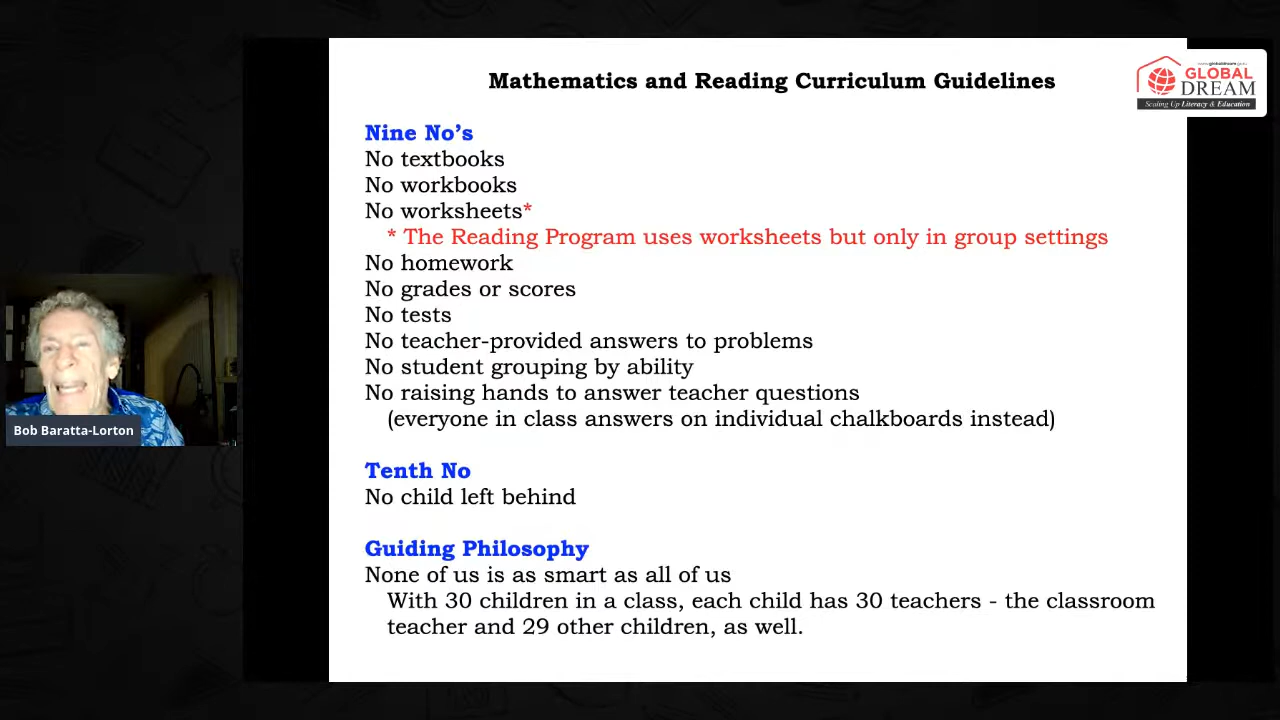 Mathematics and Reading Curriculum Guidelines
www.globaldream.guru
GLOBAL
DREAM
Scaling Up Literacy & Education
Nine No's
No textbooks
No workbooks
No worksheets*
* The Reading Program uses worksheets but only in group settings
No homework
No grades or scores
No tests
No teacher-provided answers to problems
No student grouping by ability
No raising hands to answer teacher questions
(everyone in class answers on individual chalkboards instead)
Tenth No
No child left behind
Guiding Philosophy
None of us is as smart as all of us
With 30 children in a class, each child has 30 teachers - the classroom
teacher and 29 other children, as well.
Bob Baratta-Lorton